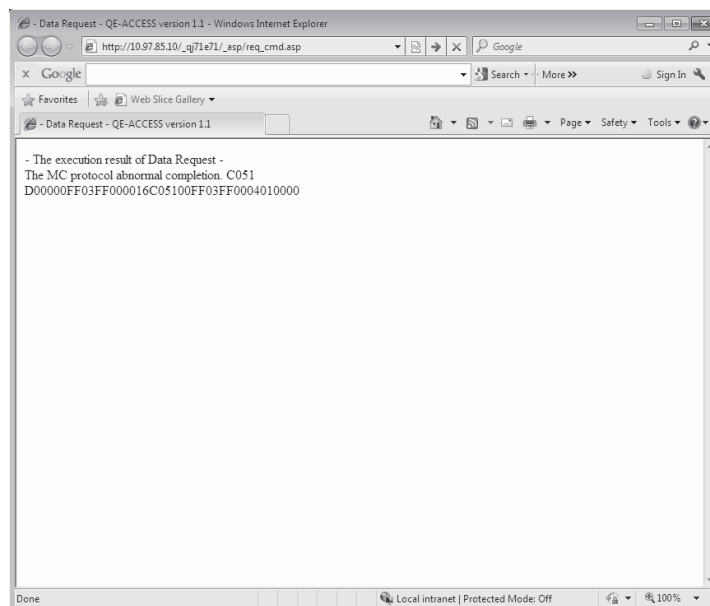 - Data Request - QE-ACCESS version 1.1 - Windows Internet Explorer
http://10.97.85.10/_qj71e71/_asp/req_cmd.asp
Google
x Google
Search
More >>
Sign In
Favorites
Web Slice Gallery
- Data Request - QE-ACCESS version 1.1
Page
Safety
Tools
- The execution result of Data Request -
The MC protocol abnormal completion. C051
D00000FF03FF000016C05100FF03FF0004010000
Done
Local intranet | Protected Mode: Off
100%